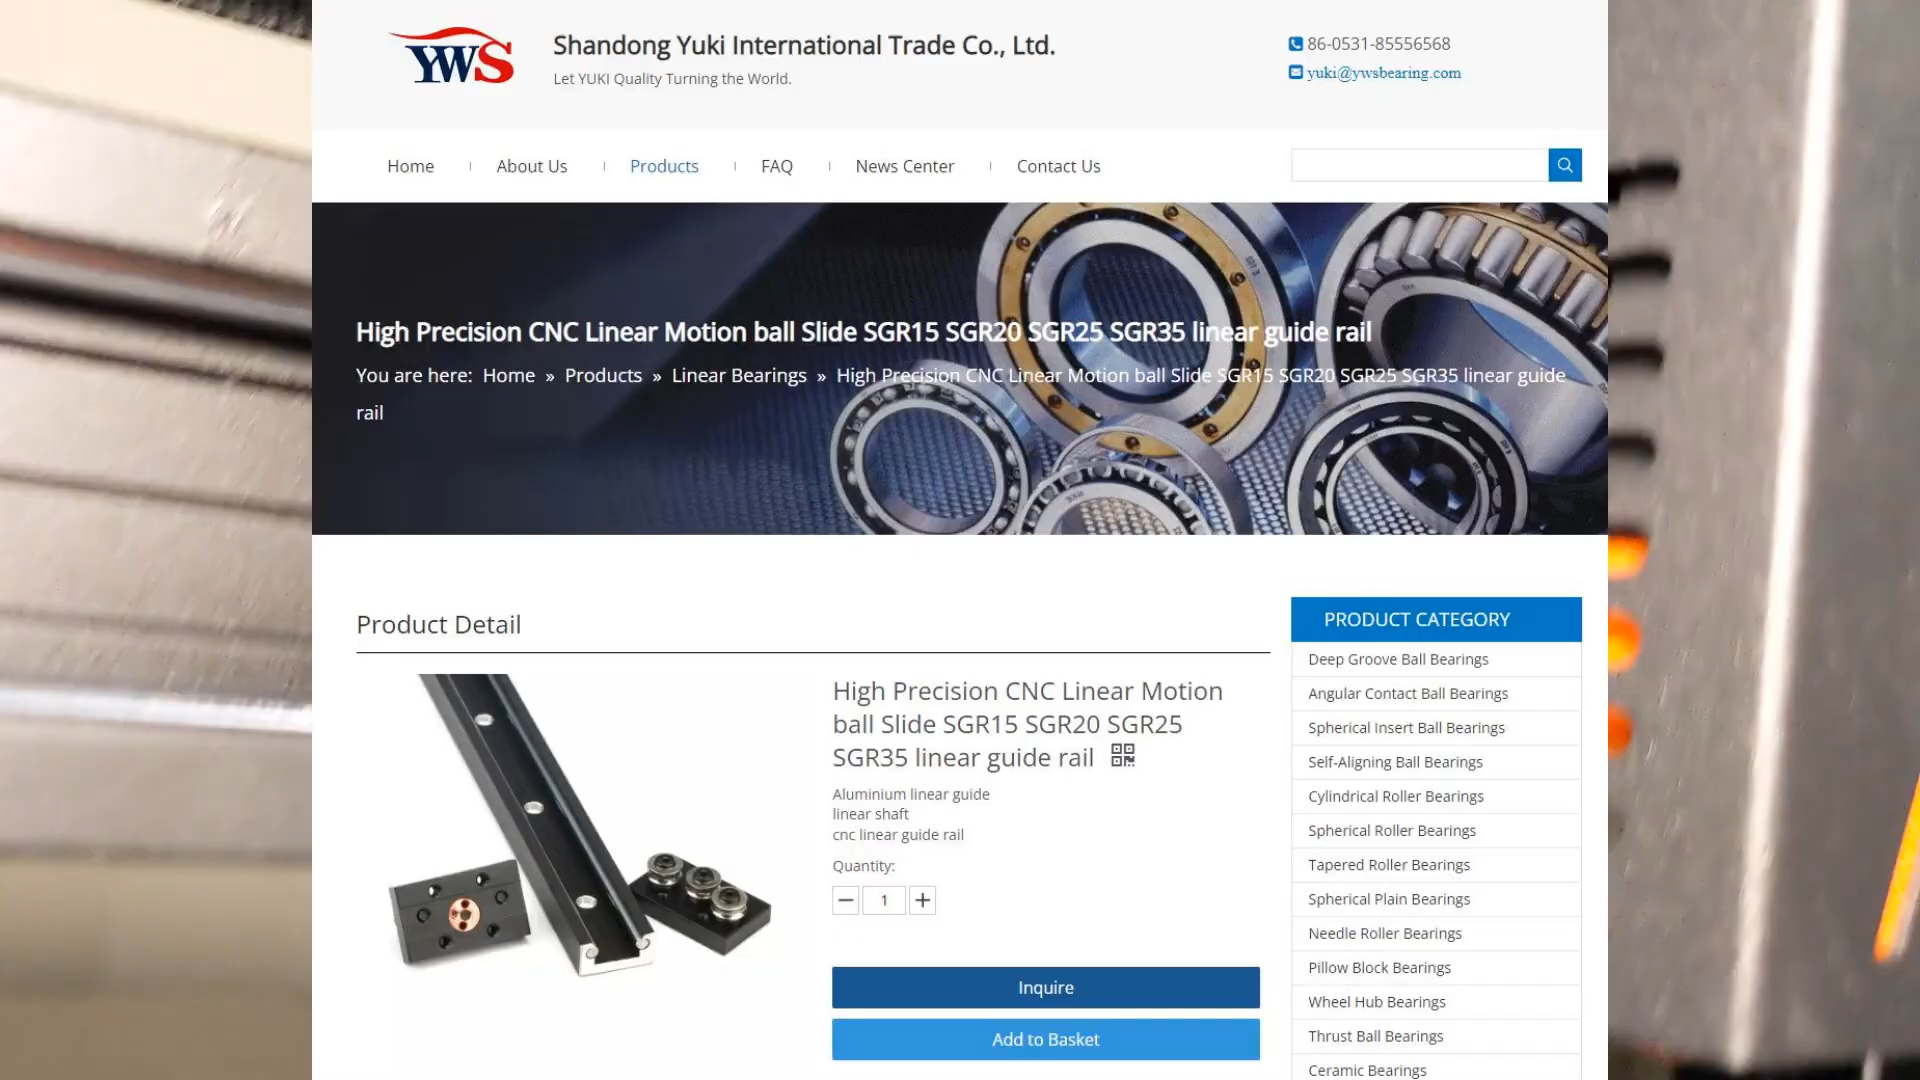 YWS
Shandong Yuki International Trade Co., Ltd.
Let YUKI Quality Turning the World.
86-0531-85556568
yuki@ywsbearing.com
Home
About Us
Products
FAQ
News Center
Contact Us
High Precision CNC Linear Motion ball Slide SGR15 SGR20 SGR25 SGR35 linear guide rail
You are here: Home » Products » Linear Bearings » High Precision CNC Linear Motion ball Slide SGR15 SGR20 SGR25 SGR35 linear guide
rail
Product Detail
High Precision CNC Linear Motion
ball Slide SGR15 SGR20 SGR25
SGR35 linear guide rail
Aluminium linear guide
linear shaft
cnc linear guide rail
Quantity:
1
Inquire
Add to Basket
PRODUCT CATEGORY
Deep Groove Ball Bearings
Angular Contact Ball Bearings
Spherical Insert Ball Bearings
Self-Aligning Ball Bearings
Cylindrical Roller Bearings
Spherical Roller Bearings
Tapered Roller Bearings
Spherical Plain Bearings
Needle Roller Bearings
Pillow Block Bearings
Wheel Hub Bearings
Thrust Ball Bearings
Ceramic Bearings